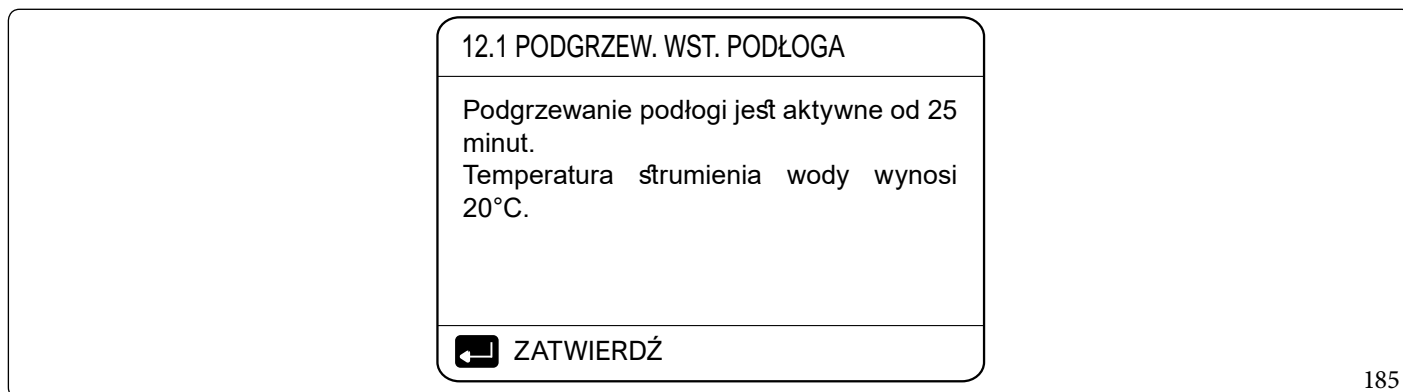 12.1 PODGRZEW. WST. PODŁOGA
Podgrzewanie podłogi jest aktywne od 25
minut.
Temperatura strumienia wody wynosi
20°C.
ZATWIERDŹ
185